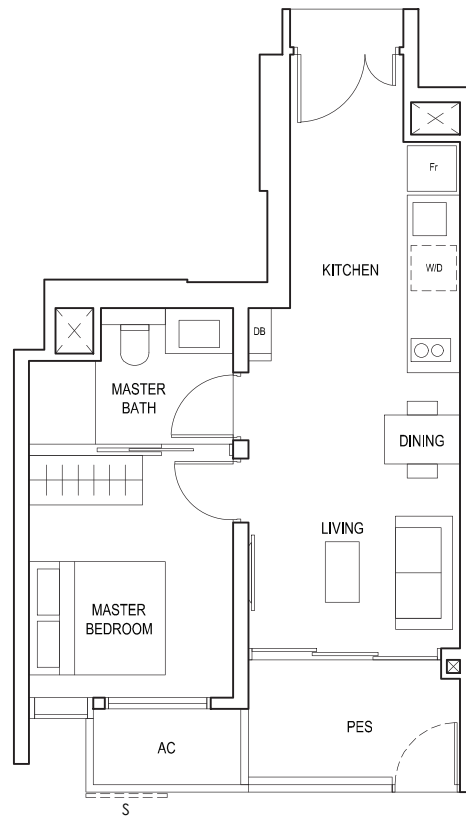 Fr
KITCHEN
W/D
DB
MASTER
BATH
DINING
LIVING
MASTER
BEDROOM
PES
AC
S